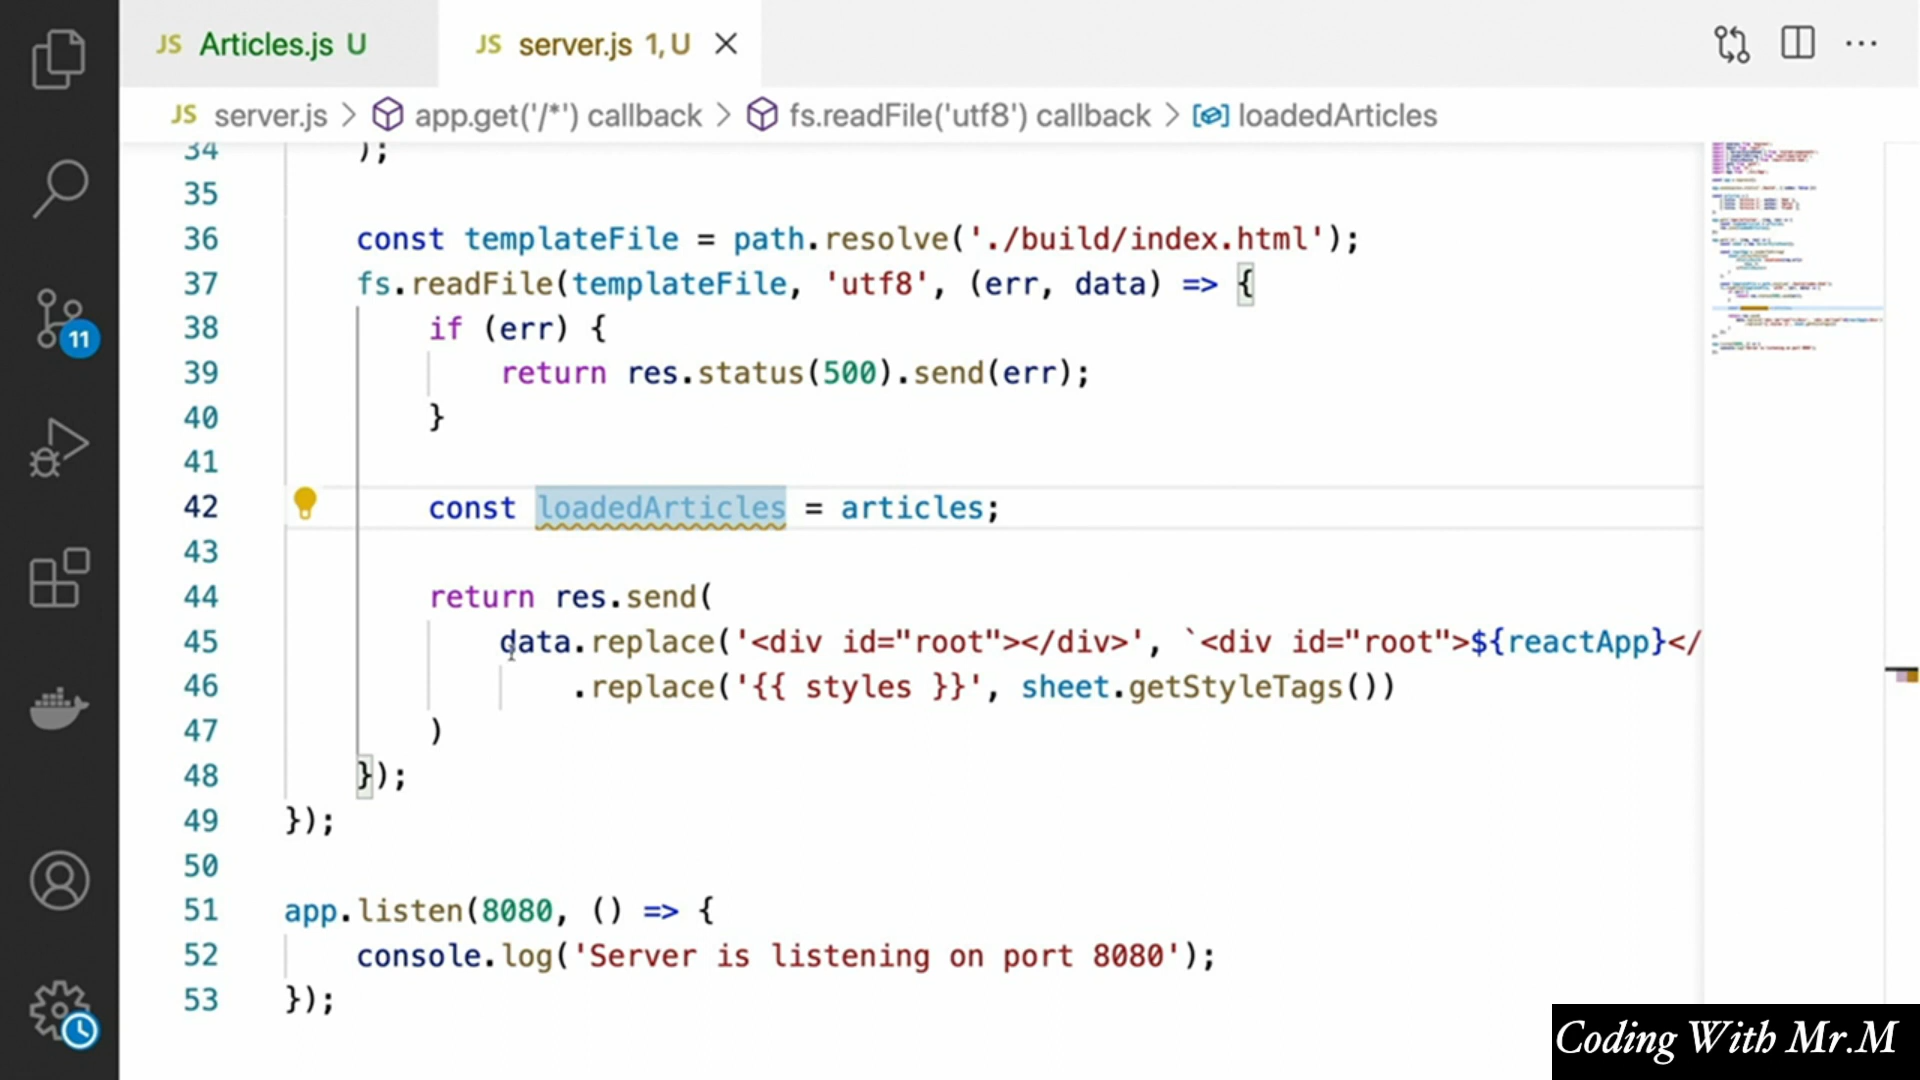 JS Articles.js U
JS server.js 1, U
JS server.js > app.get('/*') callback > fs.readFile('utf8') callback > loadedArticles
34 );
35
36 const templateFile = path.resolve('./build/index.html');
37 fs.readFile(templateFile, 'utf8', (err, data) => {
38 if (err) {
39 return res.status(500).send(err);
40 }
41
42 const loadedArticles = articles;
43
44 return res.send(
45 data.replace('<div id="root"></div>', `<div id="root">${reactApp}</
46 .replace('{{ styles }}', sheet.getStyleTags())
47 )
48 });
49 });
50
51 app.listen(8080, () => {
52 console.log('Server is listening on port 8080');
53 });
11
Coding With Mr.M